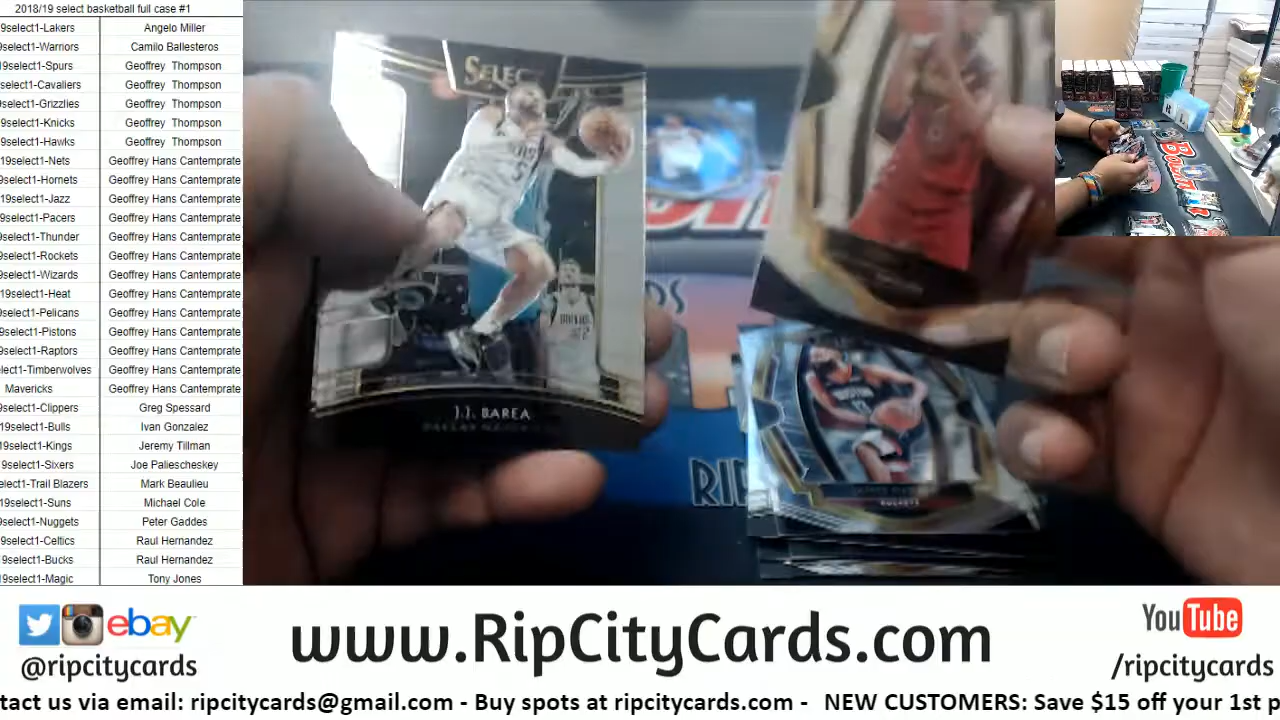 2018/19 select basketball full case #1
9select1-Lakers Angelo Miller
9select1-Warriors Camilo Ballesteros
9select1-Spurs Geoffrey Thompson
9select1-Cavaliers Geoffrey Thompson
9select1-Grizzlies Geoffrey Thompson
9select1-Knicks Geoffrey Thompson
9select1-Hawks Geoffrey Thompson
19select1-Nets Geoffrey Hans Cantemprate
9select1-Hornets Geoffrey Hans Cantemprate
19select1-Jazz Geoffrey Hans Cantemprate
9select1-Pacers Geoffrey Hans Cantemprate
9select1-Thunder Geoffrey Hans Cantemprate
9select1-Rockets Geoffrey Hans Cantemprate
9select1-Wizards Geoffrey Hans Cantemprate
19select1-Heat Geoffrey Hans Cantemprate
9select1-Pelicans Geoffrey Hans Cantemprate
9select1-Pistons Geoffrey Hans Cantemprate
9select1-Raptors Geoffrey Hans Cantemprate
elect1-Timberwolves Geoffrey Hans Cantemprate
Mavericks Geoffrey Hans Cantemprate
9select1-Clippers Greg Spessard
19select1-Bulls Ivan Gonzalez
19select1-Kings Jeremy Tillman
9select1-Sixers Joe Paliescheskey
elect1-Trail Blazers Mark Beaulieu
19select1-Suns Michael Cole
9select1-Nuggets Peter Gaddes
9select1-Celtics Raul Hernandez
9select1-Bucks Raul Hernandez
19select1-Magic Tony Jones
SELEC
J.J. BAREA
HOUSTON
ROCKETS
RIP
ebay
@ripcitycards
www.RipCityCards.com
YouTube
/ripcitycards
tact us via email: ripcitycards@gmail.com - Buy spots at ripcitycards.com - NEW CUSTOMERS: Save $15 off your 1st p